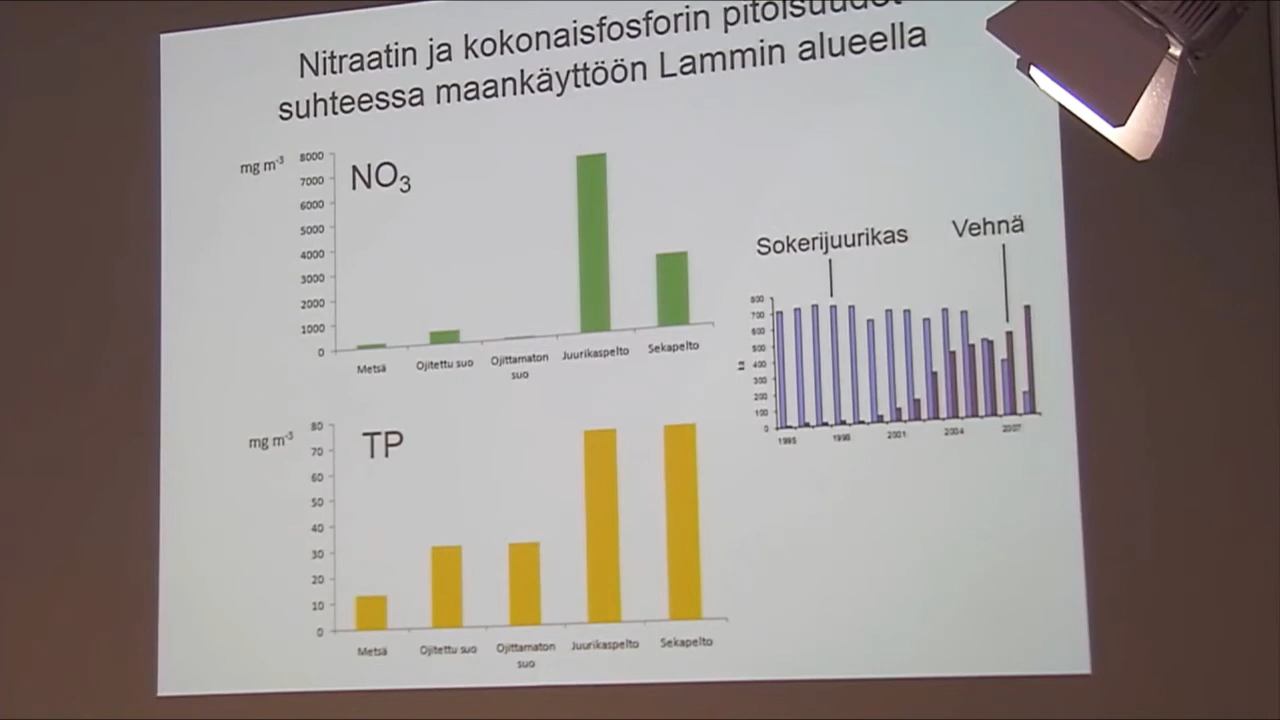 Nitraatin ja kokonaisfosforin pitoisuudet
suhteessa maankäyttöön Lammin alueella
mg m-3
8000
7000
6000
5000
4000
3000
2000
1000
0
NO3
Metsä
Ojitettu suo
Ojittamaton
suo
Juurikaspelto
Sekapelto
mg m-3
80
70
60
50
40
30
20
10
0
TP
Metsä
Ojitettu suo
Ojittamaton
suo
Juurikaspelto
Sekapelto
Sokerijuurikas
Vehnä
800
700
600
500
400
300
200
100
0
1995
1998
2001
2004
2007